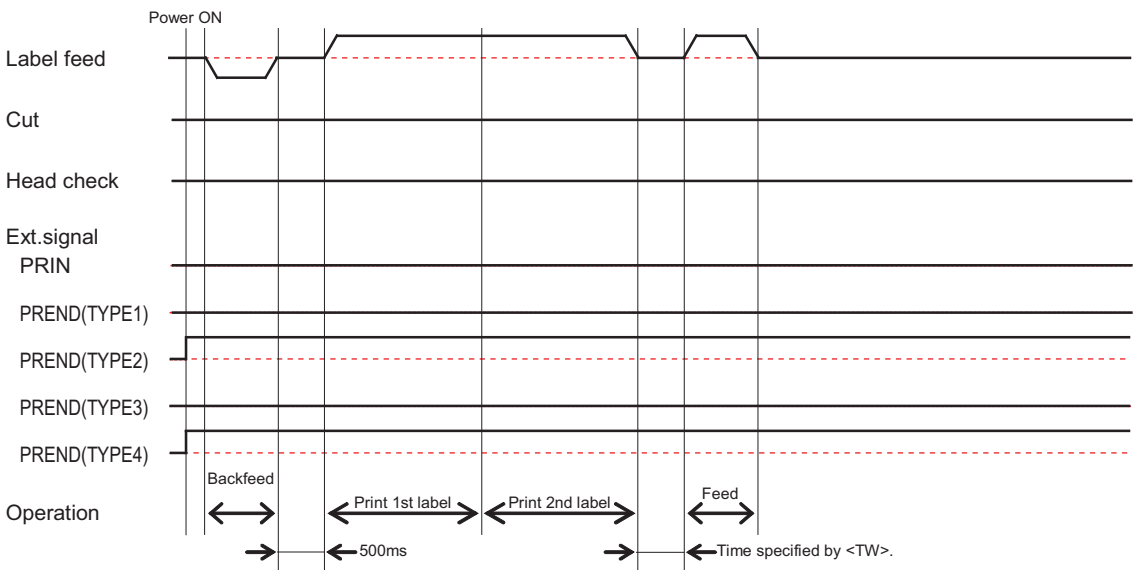 Power ON
Label feed
Cut
Head check
Ext.signal
PRIN
PREND(TYPE1)
PREND(TYPE2)
PREND(TYPE3)
PREND(TYPE4)
Backfeed
Operation
Print 1st label
Print 2nd label
Feed
500ms
Time specified by <TW>.